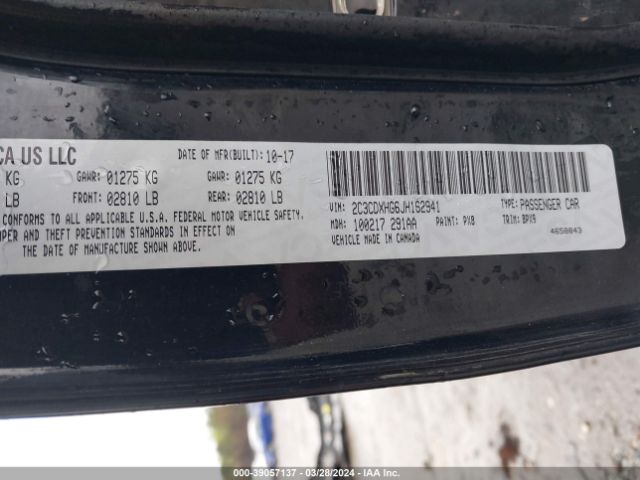 CA US LLC
DATE OF MFR(BUILT): 10-17
KG GAWR: 01275 KG GAWR: 01275 KG
LB FRONT: 02810 LB REAR: 02810 LB
CONFORMS TO ALL APPLICABLE U.S.A. FEDERAL MOTOR VEHICLE SAFETY,
MPER AND THEFT PREVENTION STANDARDS IN EFFECT ON
THE DATE OF MANUFACTURE SHOWN ABOVE.
VIN: 2C3CDXHG6JH162941 TYPE: PASSENGER CAR
MDH: 100217 291AA PAINT: PX8 TRIM: BPX9
VEHICLE MADE IN CANADA 4650043
000-39057137 - 03/28/2024 - IAA CORPORATE